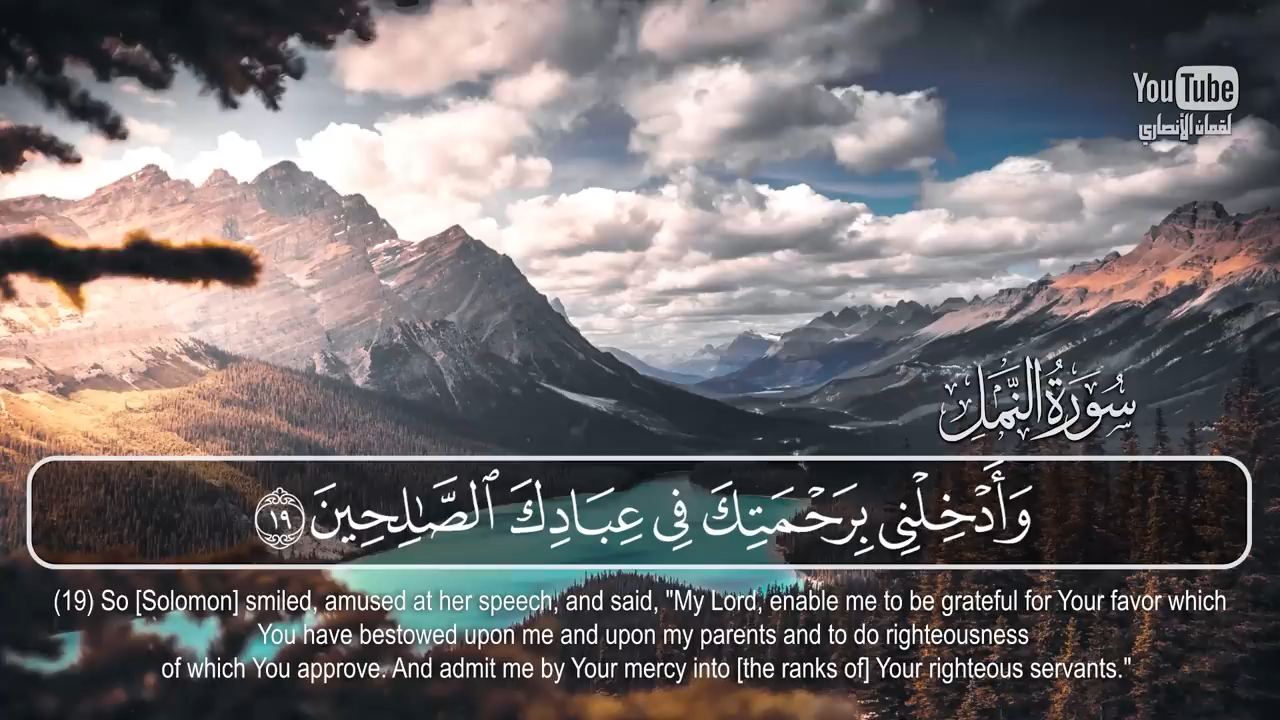 YouTube
لقمان الأنصاري
سُورَةُ النَّمْلِ
وَأَدْخِلْنِى بِرَحْمَتِكَ فِى عِبَادِكَ ٱلصَّـٰلِحِينَ ١٩
(19) So [Solomon] smiled, amused at her speech, and said, "My Lord, enable me to be grateful for Your favor which
You have bestowed upon me and upon my parents and to do righteousness
of which You approve. And admit me by Your mercy into [the ranks of] Your righteous servants."